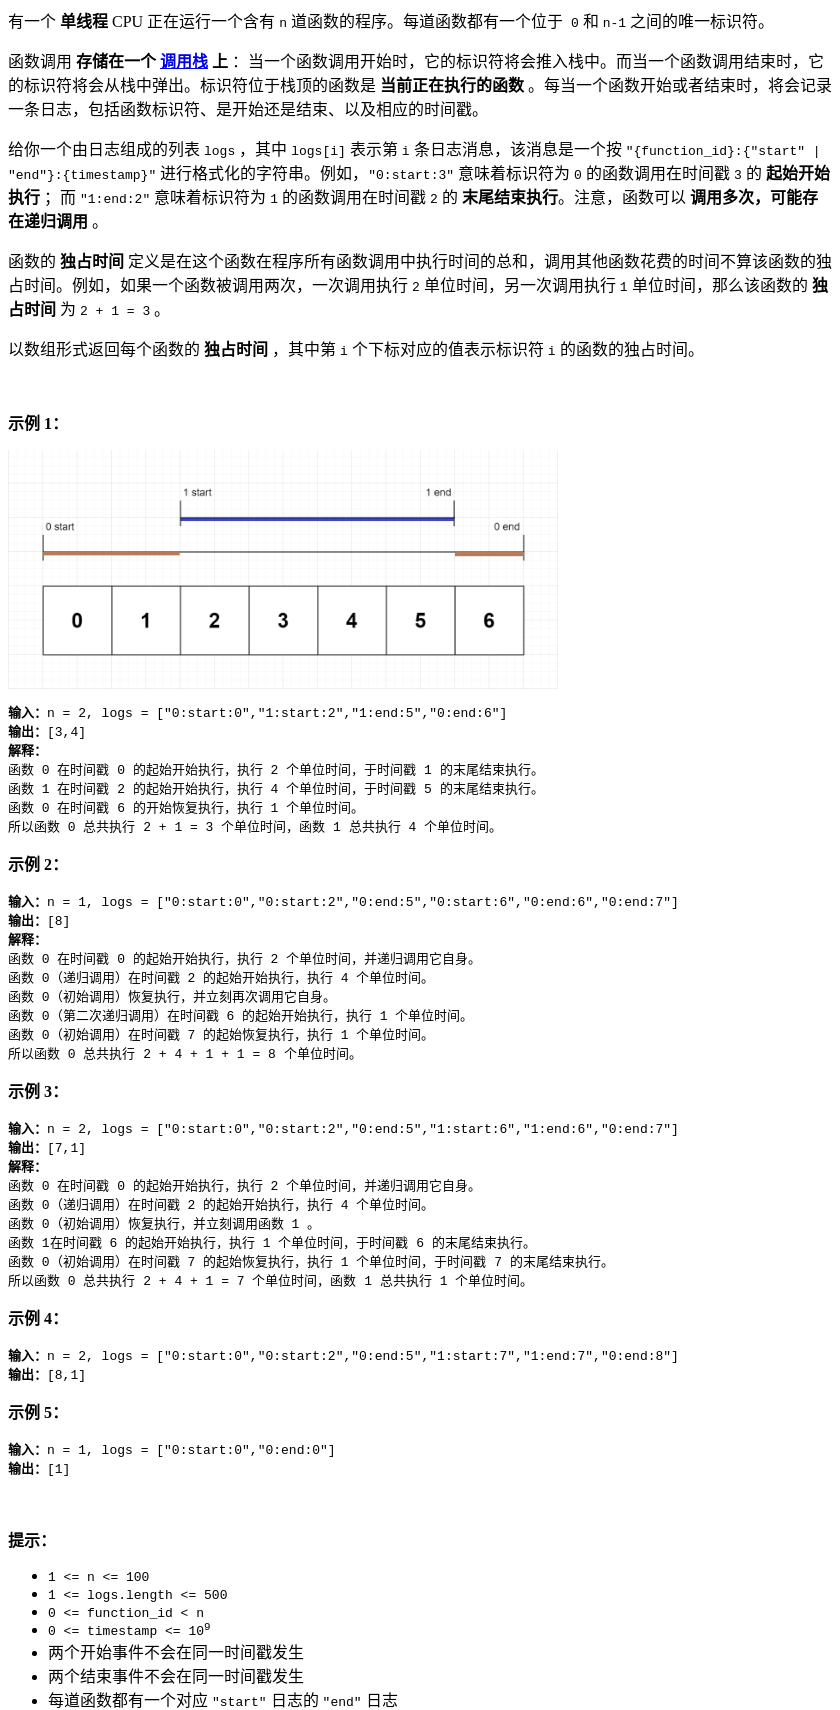 有一个 单线程 CPU 正在运行一个含有 n 道函数的程序。每道函数都有一个位于  0 和 n-1 之间的唯一标识符。
函数调用 存储在一个 调用栈 上 ：当一个函数调用开始时，它的标识符将会推入栈中。而当一个函数调用结束时，它
的标识符将会从栈中弹出。标识符位于栈顶的函数是 当前正在执行的函数 。每当一个函数开始或者结束时，将会记录
一条日志，包括函数标识符、是开始还是结束、以及相应的时间戳。
给你一个由日志组成的列表 logs ，其中 logs[i] 表示第 i 条日志消息，该消息是一个按 "{function_id}:{"start" |
"end"}:{timestamp}" 进行格式化的字符串。例如，"0:start:3" 意味着标识符为 0 的函数调用在时间戳 3 的 起始开始
执行 ；而 "1:end:2" 意味着标识符为 1 的函数调用在时间戳 2 的 末尾结束执行。注意，函数可以 调用多次，可能存
在递归调用 。
函数的 独占时间 定义是在这个函数在程序所有函数调用中执行时间的总和，调用其他函数花费的时间不算该函数的独
占时间。例如，如果一个函数被调用两次，一次调用执行 2 单位时间，另一次调用执行 1 单位时间，那么该函数的 独
占时间 为 2 + 1 = 3 。
以数组形式返回每个函数的 独占时间 ，其中第 i 个下标对应的值表示标识符 i 的函数的独占时间。
示例 1：
1 start 1 end
0 start 0 end
0 1 2 3 4 5 6
输入：n = 2, logs = ["0:start:0","1:start:2","1:end:5","0:end:6"]
输出：[3,4]
解释：
函数 0 在时间戳 0 的起始开始执行，执行 2 个单位时间，于时间戳 1 的末尾结束执行。
函数 1 在时间戳 2 的起始开始执行，执行 4 个单位时间，于时间戳 5 的末尾结束执行。
函数 0 在时间戳 6 的开始恢复执行，执行 1 个单位时间。
所以函数 0 总共执行 2 + 1 = 3 个单位时间，函数 1 总共执行 4 个单位时间。
示例 2：
输入：n = 1, logs = ["0:start:0","0:start:2","0:end:5","0:start:6","0:end:6","0:end:7"]
输出：[8]
解释：
函数 0 在时间戳 0 的起始开始执行，执行 2 个单位时间，并递归调用它自身。
函数 0（递归调用）在时间戳 2 的起始开始执行，执行 4 个单位时间。
函数 0（初始调用）恢复执行，并立刻再次调用它自身。
函数 0（第二次递归调用）在时间戳 6 的起始开始执行，执行 1 个单位时间。
函数 0（初始调用）在时间戳 7 的起始恢复执行，执行 1 个单位时间。
所以函数 0 总共执行 2 + 4 + 1 + 1 = 8 个单位时间。
示例 3：
输入：n = 2, logs = ["0:start:0","0:start:2","0:end:5","1:start:6","1:end:6","0:end:7"]
输出：[7,1]
解释：
函数 0 在时间戳 0 的起始开始执行，执行 2 个单位时间，并递归调用它自身。
函数 0（递归调用）在时间戳 2 的起始开始执行，执行 4 个单位时间。
函数 0（初始调用）恢复执行，并立刻调用函数 1 。
函数 1在时间戳 6 的起始开始执行，执行 1 个单位时间，于时间戳 6 的末尾结束执行。
函数 0（初始调用）在时间戳 7 的起始恢复执行，执行 1 个单位时间，于时间戳 7 的末尾结束执行。
所以函数 0 总共执行 2 + 4 + 1 = 7 个单位时间，函数 1 总共执行 1 个单位时间。
示例 4：
输入：n = 2, logs = ["0:start:0","0:start:2","0:end:5","1:start:7","1:end:7","0:end:8"]
输出：[8,1]
示例 5：
输入：n = 1, logs = ["0:start:0","0:end:0"]
输出：[1]
提示：
• 1 <= n <= 100
• 1 <= logs.length <= 500
• 0 <= function_id < n
• 0 <= timestamp <= 10⁹
• 两个开始事件不会在同一时间戳发生
• 两个结束事件不会在同一时间戳发生
• 每道函数都有一个对应 "start" 日志的 "end" 日志